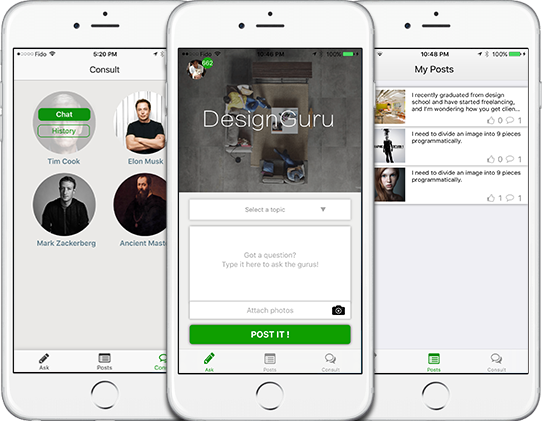 Fido
5:20 PM
Consult
Chat
History
Tim Cook
Elon Musk
Mark Zackerberg
Ancient Maste
Ask
Posts
Con
Fido
10:46 PM
100%
662
DesignGuru
Select a topic
Got a question?
Type it here to ask the gurus!
Attach photos
POST IT !
Ask
Posts
Consult
10:48 PM
100%
My Posts
I recently graduated from design
school and have started freelancing,
and I'm wondering how you get clien...
0 1
I need to divide an image into 9 pieces
programmatically.
0 1
I need to divide an image into 9 pieces
programmatically.
0 1
Posts
Consult